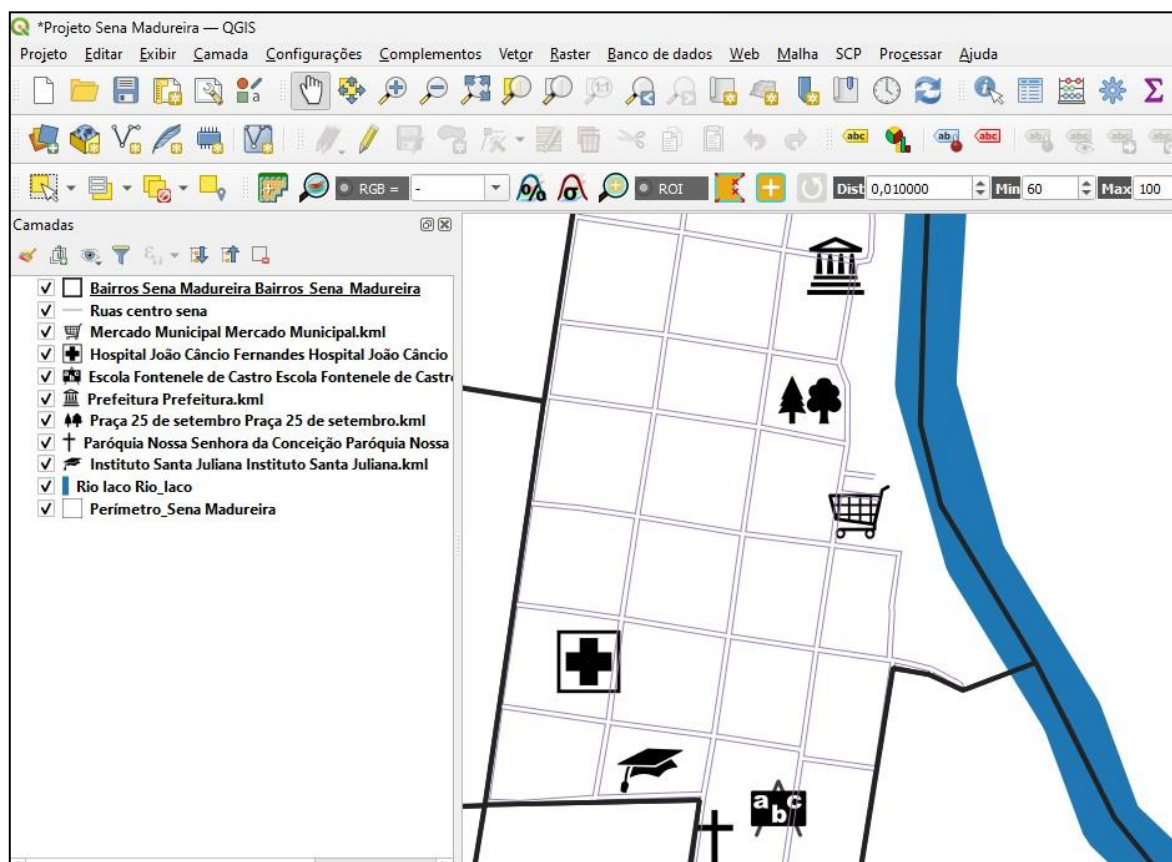 *Projeto Sena Madureira — QGIS
Projeto Editar Exibir Camada Configurações Complementos Vetor Raster Banco de dados Web Malha SCP Processar Ajuda
RGB = - ROI Dist 0,010000 Min 60 Max 100
Camadas
Bairros Sena Madureira Bairros_Sena_Madureira
Ruas centro sena
Mercado Municipal Mercado Municipal.kml
Hospital João Câncio Fernandes Hospital João Câncio
Escola Fontenele de Castro Escola Fontenele de Castr
Prefeitura Prefeitura.kml
Praça 25 de setembro Praça 25 de setembro.kml
Paróquia Nossa Senhora da Conceição Paróquia Nossa
Instituto Santa Juliana Instituto Santa Juliana.kml
Rio Iaco Rio_Iaco
Perímetro_Sena Madureira
abc